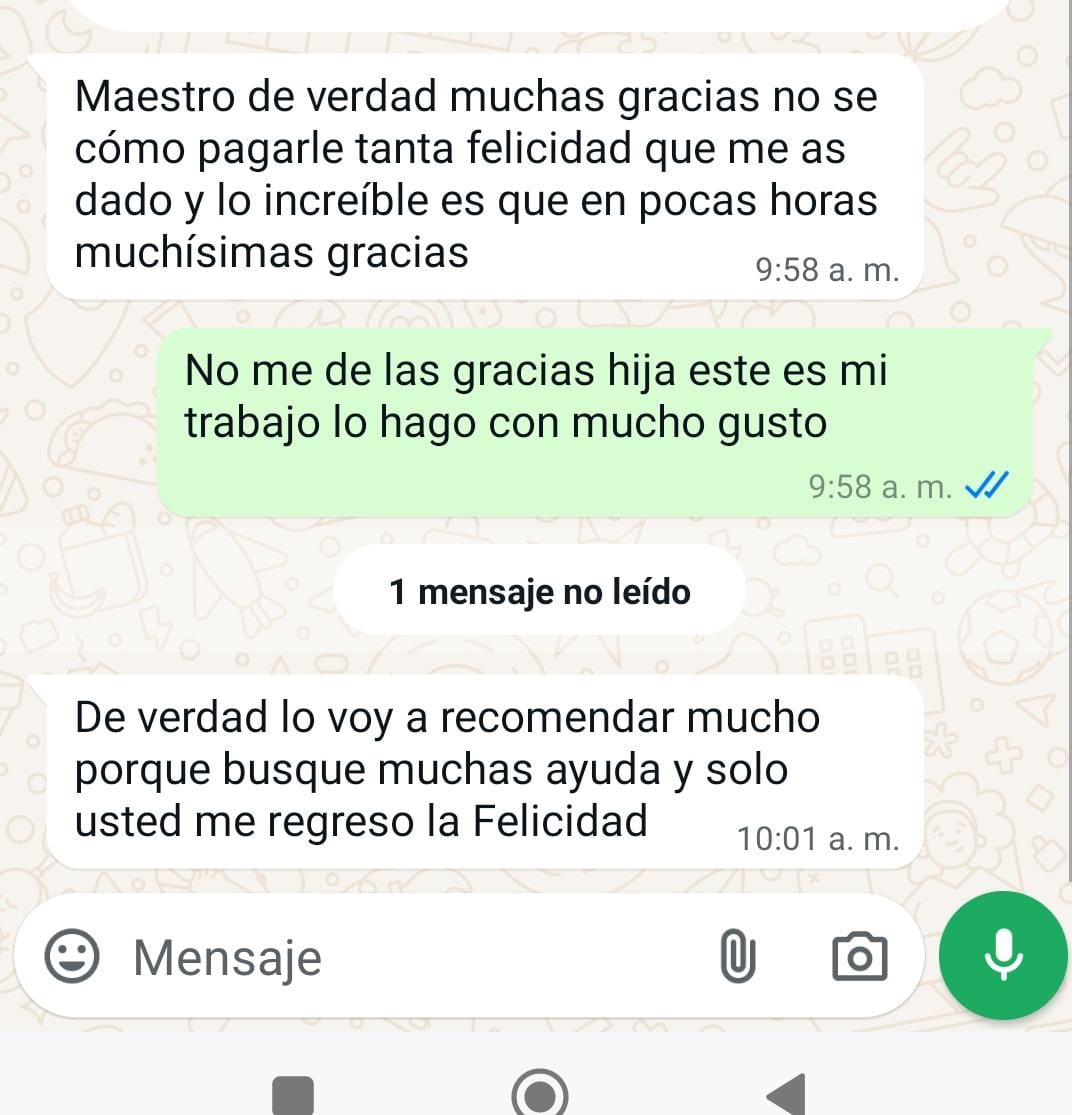 Maestro de verdad muchas gracias no se
cómo pagarle tanta felicidad que me as
dado y lo increíble es que en pocas horas
muchísimas gracias
9:58 a. m.
No me de las gracias hija este es mi
trabajo lo hago con mucho gusto
9:58 a. m.
1 mensaje no leído
De verdad lo voy a recomendar mucho
porque busque muchas ayuda y solo
usted me regreso la Felicidad
10:01 a. m.
Mensaje